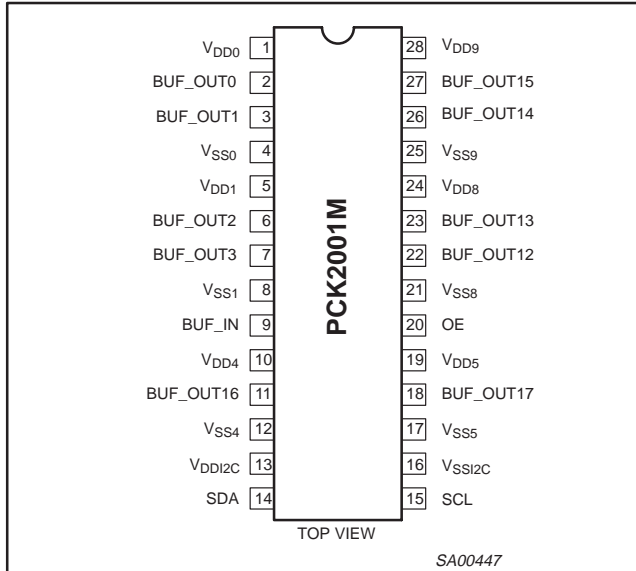 VDD0 1 28 VDD9
BUF_OUT0 2 27 BUF_OUT15
BUF_OUT1 3 26 BUF_OUT14
VSS0 4 25 VSS9
VDD1 5 24 VDD8
BUF_OUT2 6 23 BUF_OUT13
BUF_OUT3 7 22 BUF_OUT12
VSS1 8 21 VSS8
BUF_IN 9 20 OE
VDD4 10 19 VDD5
BUF_OUT16 11 18 BUF_OUT17
VSS4 12 17 VSS5
VDDI2C 13 16 VSSI2C
SDA 14 15 SCL
PCK2001M
TOP VIEW
SA00447